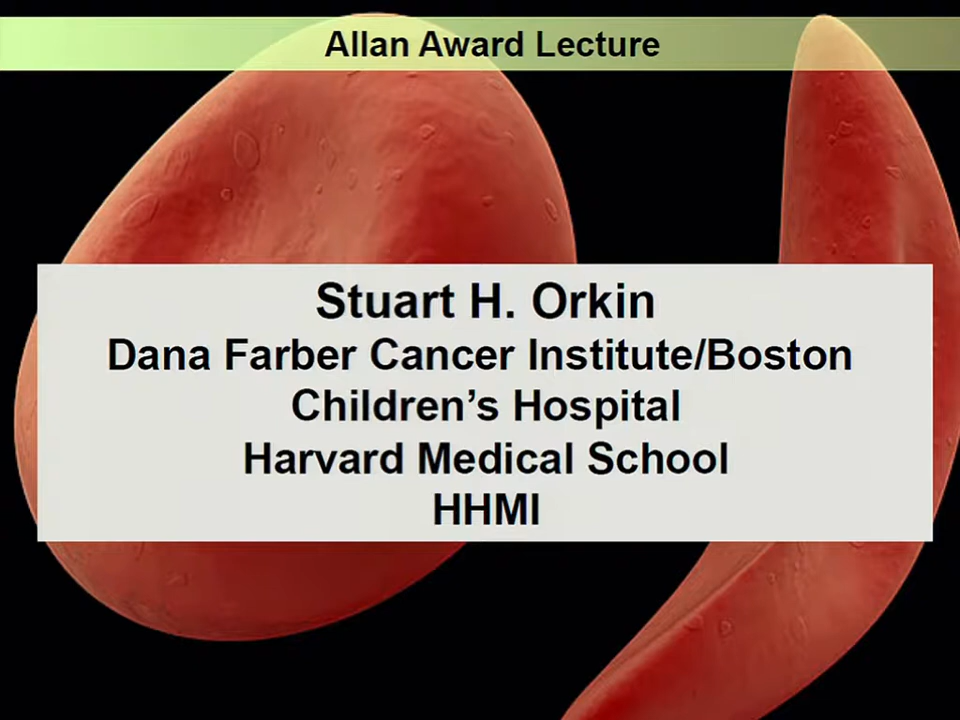 Allan Award Lecture
Stuart H. Orkin
Dana Farber Cancer Institute/Boston
Children’s Hospital
Harvard Medical School
HHMI